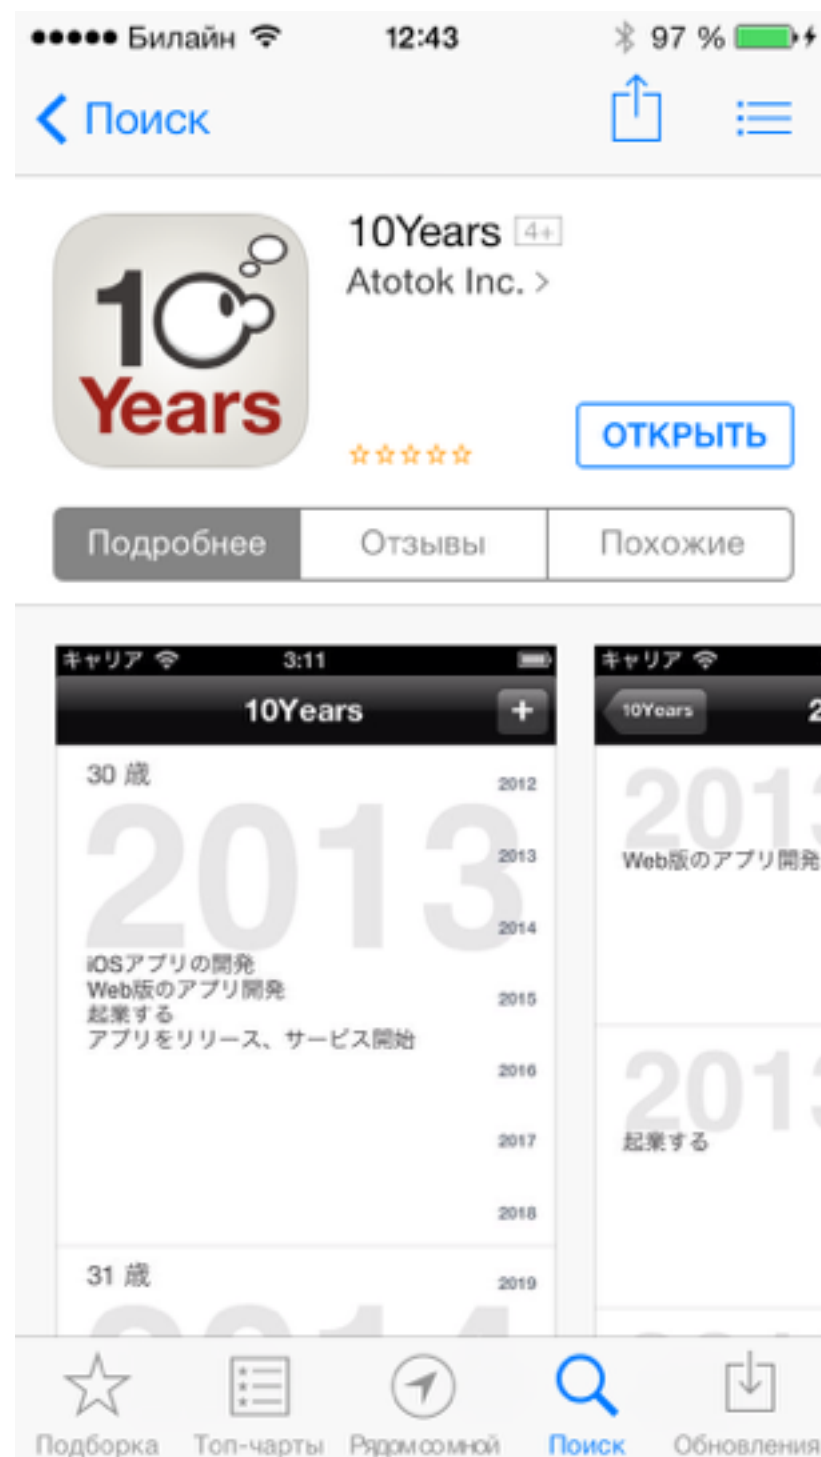 Билайн 12:43 97 %
Поиск
10Years 4+
Atotok Inc. >
10
Years
ОТКРЫТЬ
Подробнее Отзывы Похожие
キャリア 3:11
10Years +
30 歳
2013
iOSアプリの開発
Web版のアプリ開発
起業する
アプリをリリース、サービス開始
2012
2013
2014
2015
2016
2017
2018
2019
31 歳
2014
キャリア
10Years 2
2013
Web版のアプリ開発
2013
起業する
Подборка Топ-чарты Рядом со мной Поиск Обновления